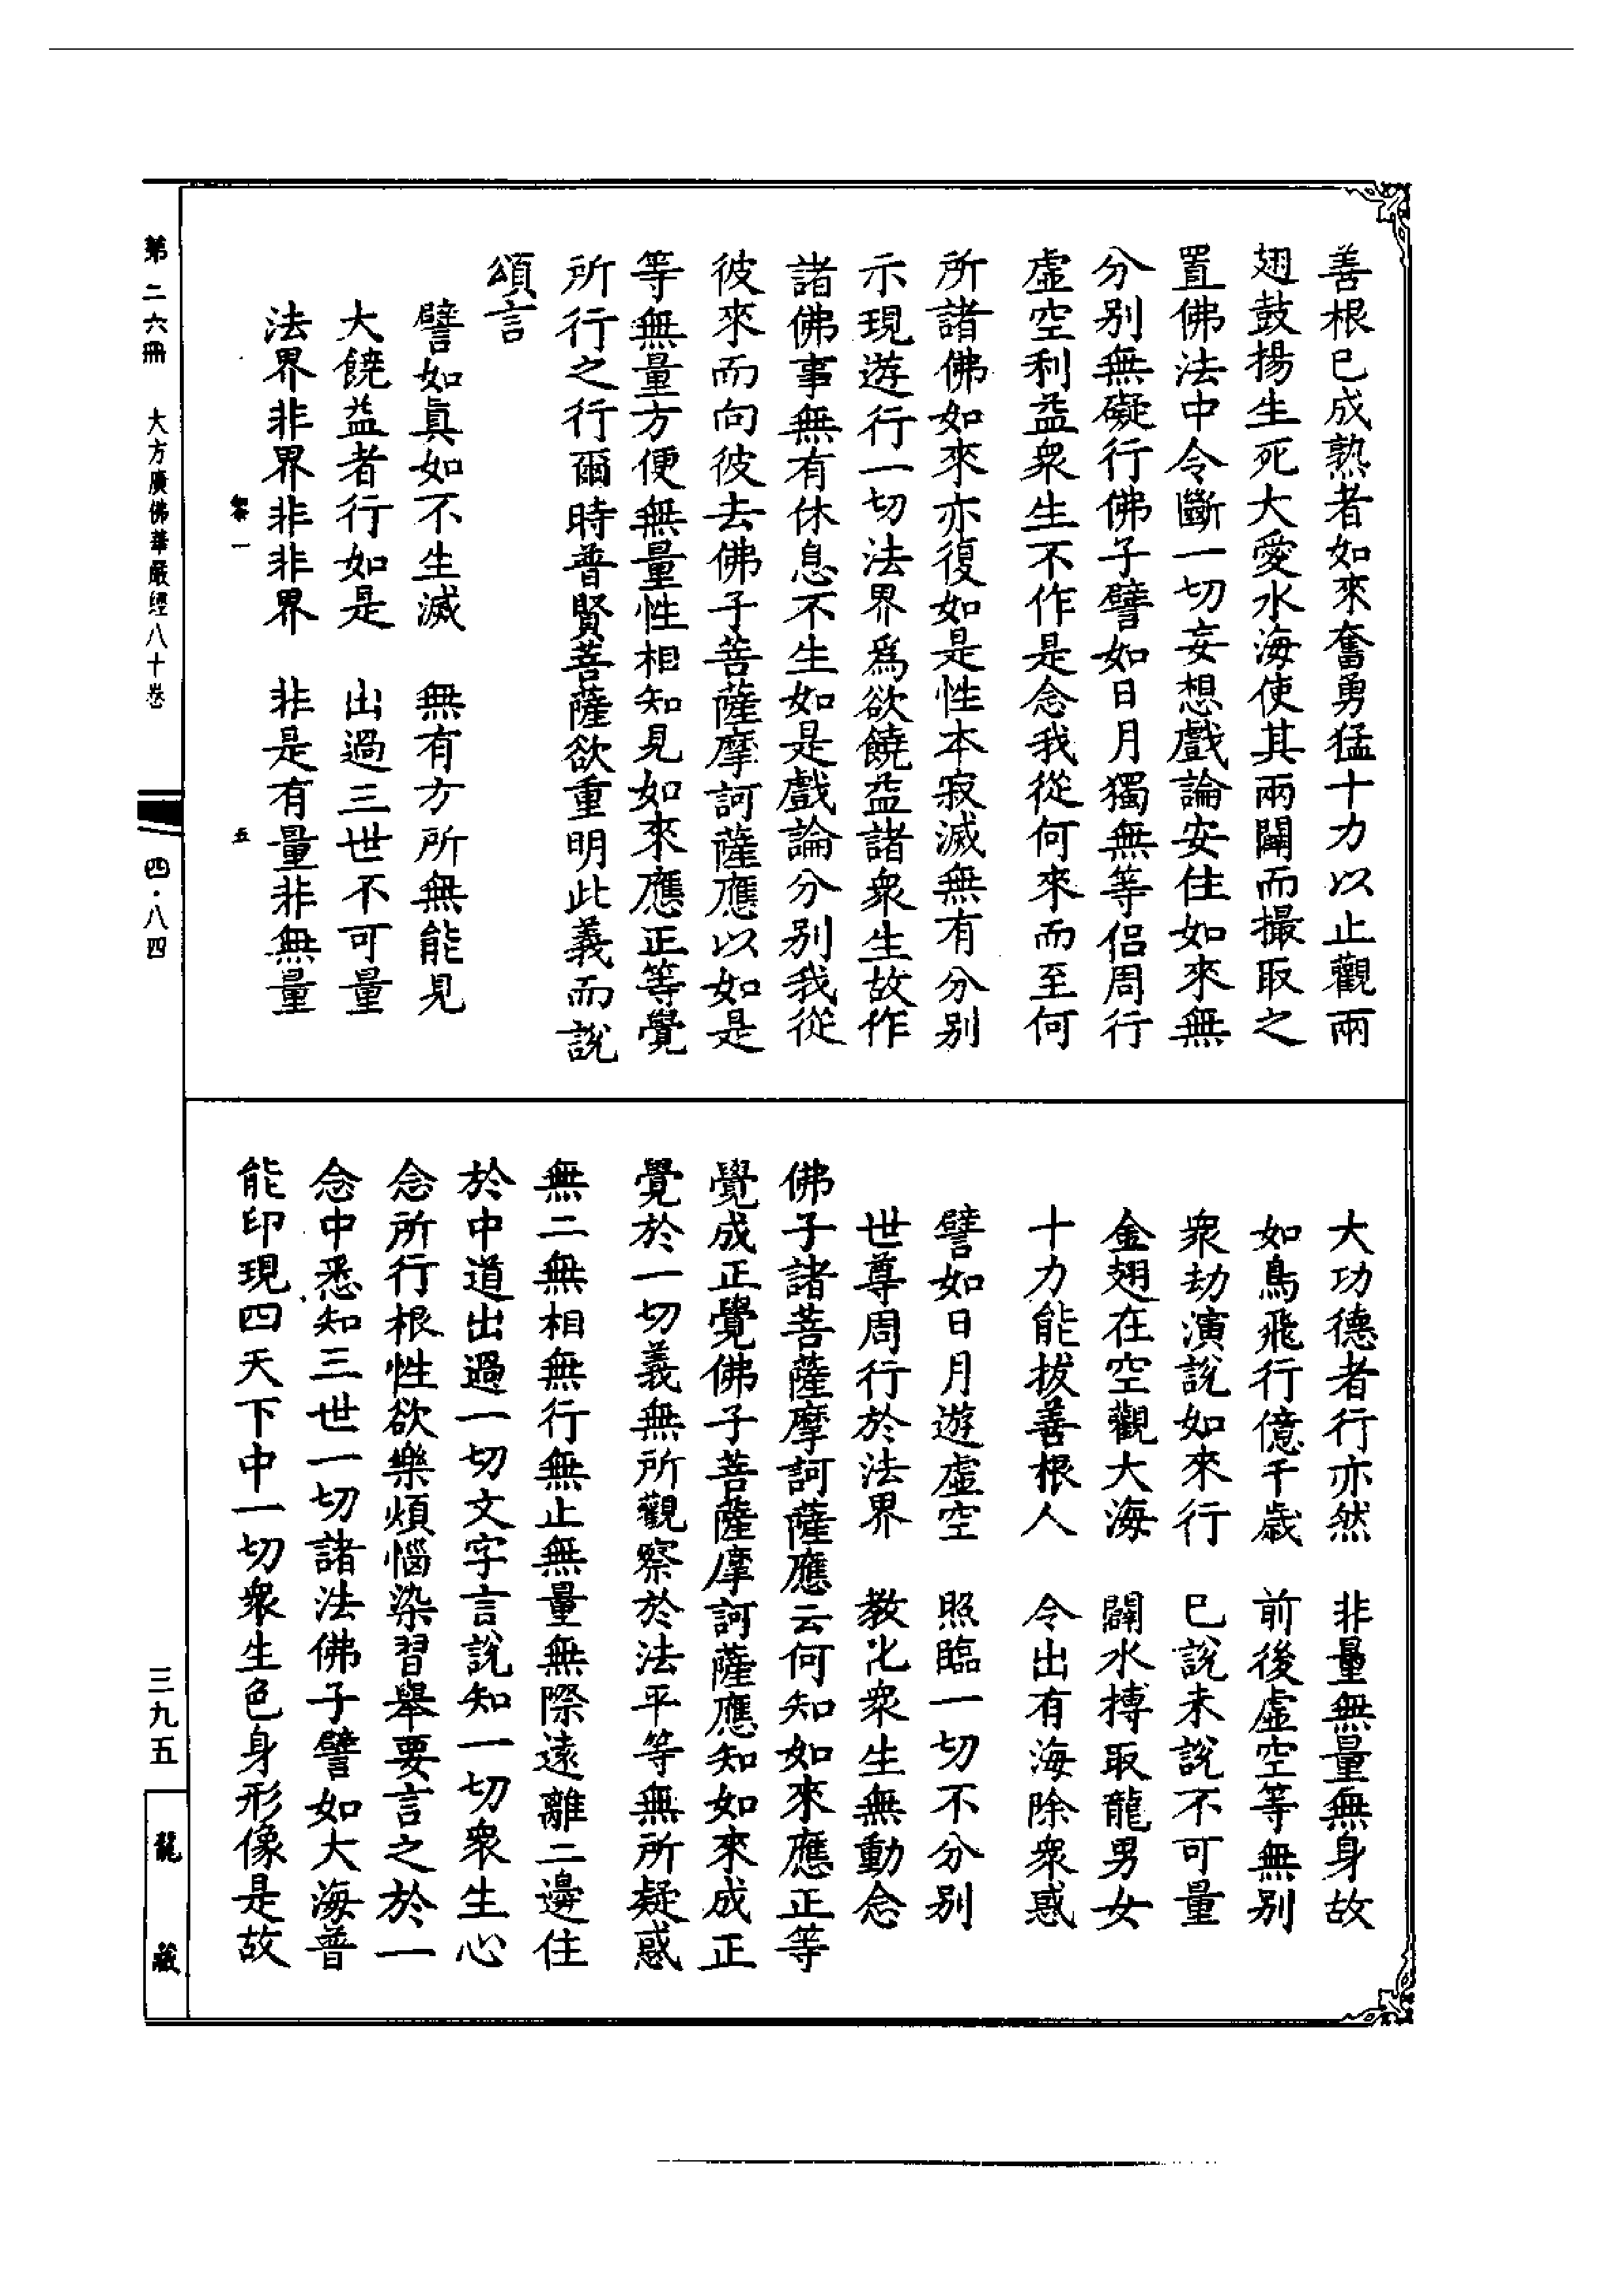 善根已成熟者如來奮勇猛十力以止觀兩
翅鼓揚生死大愛水海使其兩闢而撮取之
置佛法中令斷一切妄想戲論安住如來無
分別無礙行佛子譬如日月獨無等侶周行
虛空利益衆生不作是念我從何來而至何
所諸佛如來亦復如是性本寂滅無有分別
示現遊行一切法界爲欲饒益諸衆生故作
諸佛事無有休息不生如是戲論分別我從
彼來而向彼去佛子菩薩摩訶薩應以如是
等無量方便無量性相知見如來應正等覺
所行之行爾時普賢菩薩欲重明此義而說
頌言
譬如眞如不生滅　無有方所無能見
大饒益者行如是　出過三世不可量
法界非界非非界　非是有量非無量
一　五
大功德者行亦然　非量無量無身故
如鳥飛行億千歲　前後虛空等無別
衆劫演說如來行　已說未說不可量
金翅在空觀大海　闢水搏取龍男女
十力能拔善根人　令出有海除衆惑
譬如日月遊虛空　照臨一切不分別
世尊周行於法界　教化衆生無動念
佛子諸菩薩摩訶薩應云何知如來應正等
覺成正覺佛子菩薩摩訶薩應知如來成正
覺於一切義無所觀察於法平等無所疑惑
無二無相無行無止無量無際遠離二邊住
於中道出過一切文字言說知一切衆生心
念所行根性欲樂煩惱染習舉要言之於一
念中悉知三世一切諸法佛子譬如大海普
能印現四天下中一切衆生色身形像是故
第二六冊　大方廣佛華嚴經八十卷　四·八四
三九五
龍藏